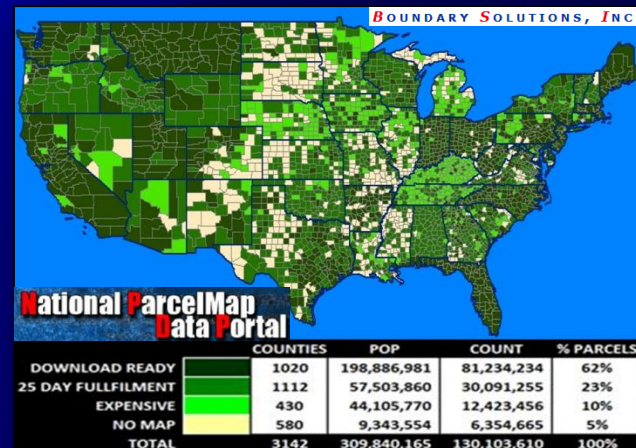 BOUNDARY SOLUTIONS, INC
National ParcelMap
Data Portal
COUNTIES POP COUNT % PARCELS
DOWNLOAD READY 1020 198,886,981 81,234,234 62%
25 DAY FULLFILMENT 1112 57,503,860 30,091,255 23%
EXPENSIVE 430 44,105,770 12,423,456 10%
NO MAP 580 9,343,554 6,354,665 5%
TOTAL 3142 309,840,165 130,103,610 100%